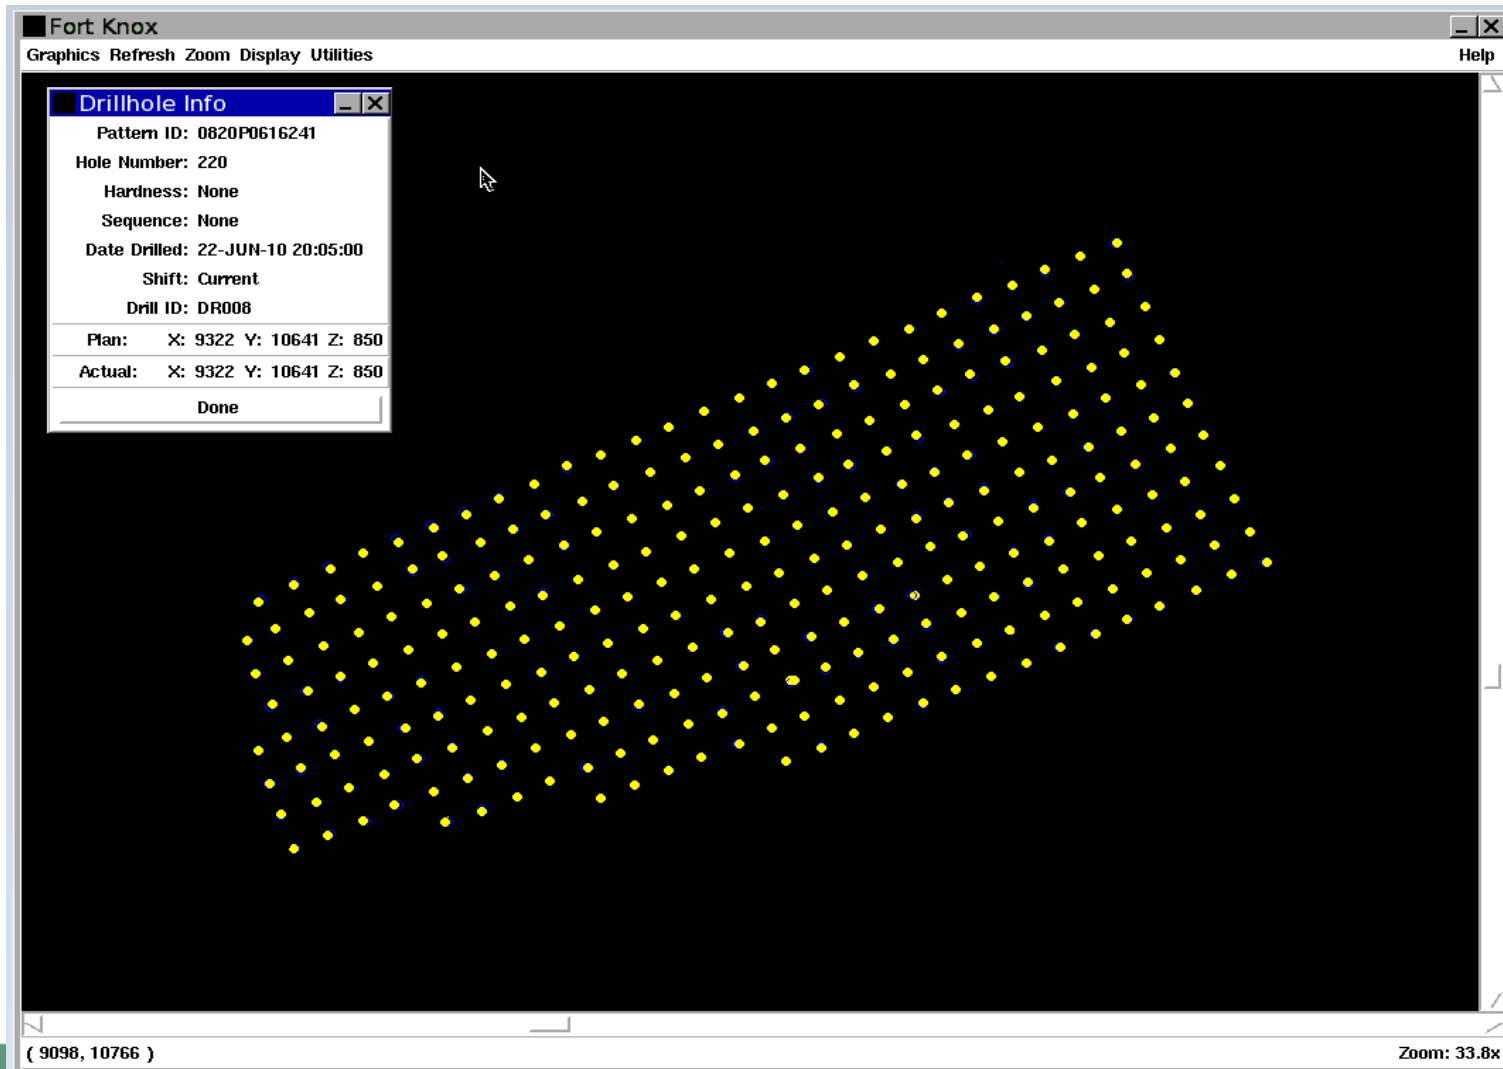 Fort Knox
Graphics Refresh Zoom Display Utilities Help
Drillhole Info
Pattern ID: 0820P0616241
Hole Number: 220
Hardness: None
Sequence: None
Date Drilled: 22-JUN-10 20:05:00
Shift: Current
Drill ID: DR008
Plan: X: 9322 Y: 10641 Z: 850
Actual: X: 9322 Y: 10641 Z: 850
Done
( 9098, 10766 ) Zoom: 33.8x